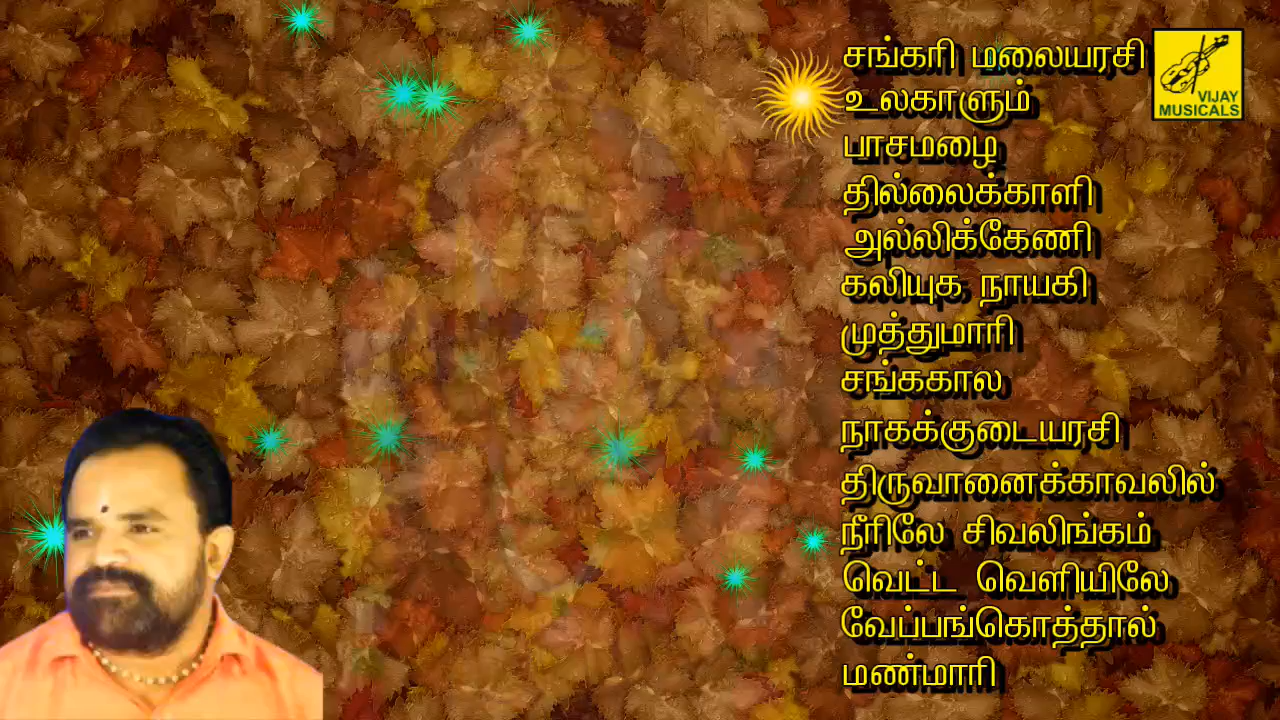 சங்கரி மலையரசி
உலகாளும்
பாசமழை
தில்லைக்காளி
அல்லிக்கேணி
கலியுக நாயகி
முத்துமாரி
சங்ககால
நாகக்குடையரசி
திருவானைக்காவலில்
நீரிலே சிவலிங்கம்
வெட்ட வெளியிலே
வேப்பங்கொத்தால்
மண்மாரி
VIJAY
MUSICALS